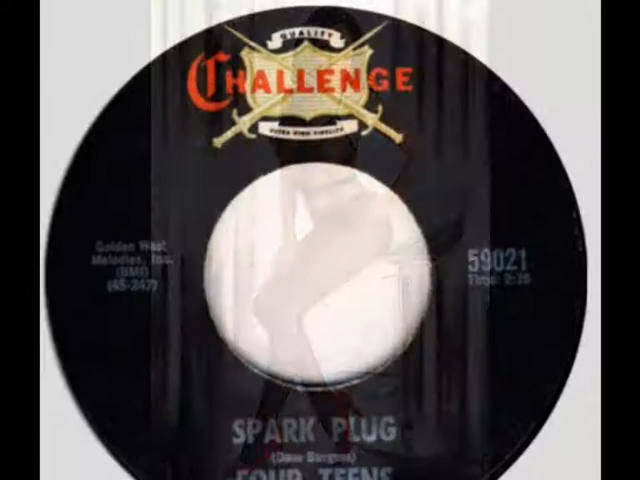 QUALITY
CHALLENGE
ULTRA HIGH FIDELITY
Golden West
Melodies, Inc.
(BMI)
(45-247)
59021
Time: 2:15
SPARK PLUG
(Dave Burgess)
FOUR TEENS